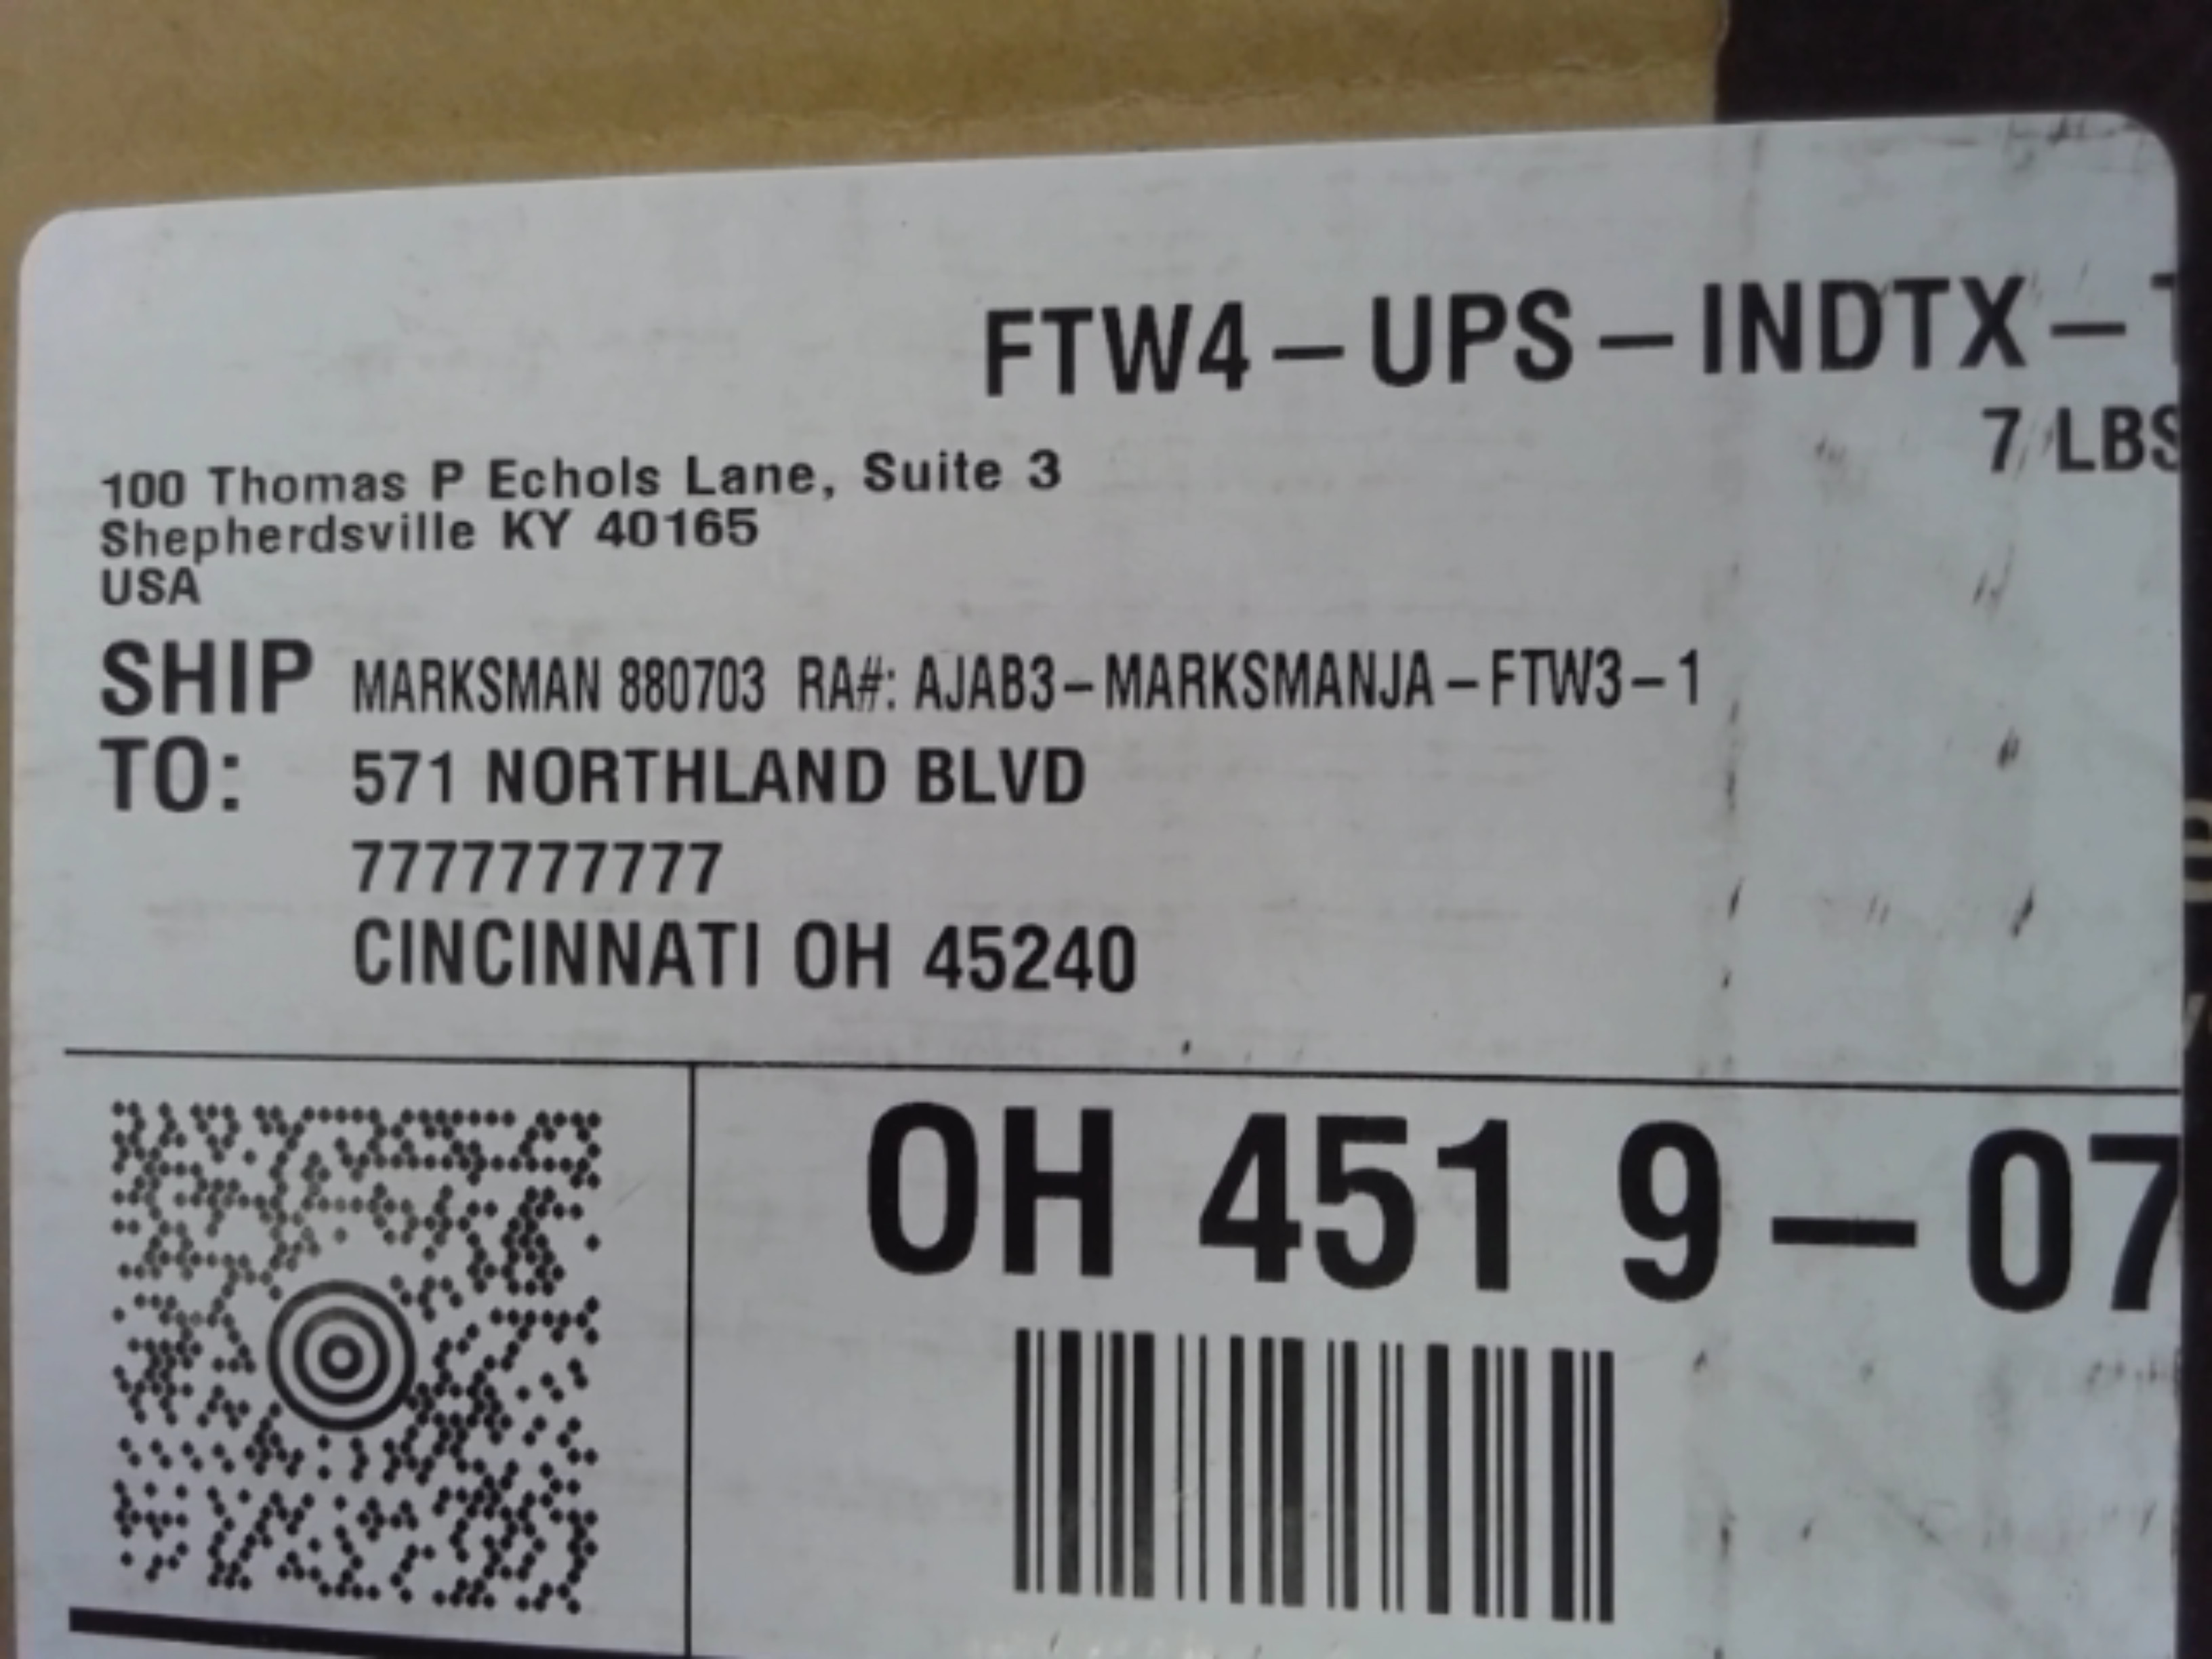 FTW4-UPS-INDTX-
7 LBS
100 Thomas P Echols Lane, Suite 3
Shepherdsville KY 40165
USA
SHIP TO: MARKSMAN 880703 RA#: AJAB3-MARKSMANJA-FTW3-1
571 NORTHLAND BLVD
7777777777
CINCINNATI OH 45240
OH 451 9-07